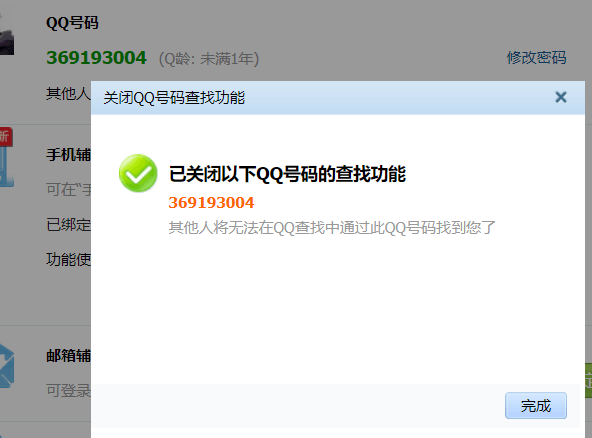 QQ号码
369193004 (Q龄: 未满1年)
修改密码
其他人
关闭QQ号码查找功能
新
手机辅
已关闭以下QQ号码的查找功能
可在“手
369193004
已绑定
其他人将无法在QQ查找中通过此QQ号码找到您了
功能使
邮箱辅
可登录
定
完成